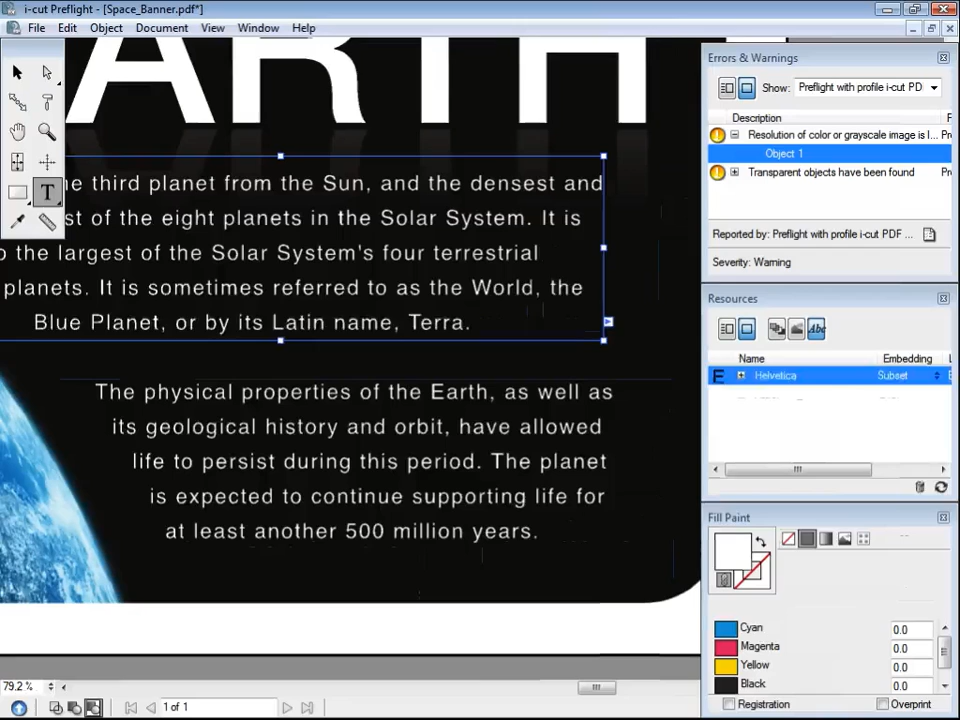 i-cut Preflight - [Space_Banner.pdf*]
File Edit Object Document View Window Help
ARTH
he third planet from the Sun, and the densest and
st of the eight planets in the Solar System. It is
o the largest of the Solar System's four terrestrial
planets. It is sometimes referred to as the World, the
Blue Planet, or by its Latin name, Terra.
The physical properties of the Earth, as well as
its geological history and orbit, have allowed
life to persist during this period. The planet
is expected to continue supporting life for
at least another 500 million years.
Errors & Warnings
Show: Preflight with profile i-cut PD
Description
Resolution of color or grayscale image is l... Pr
Object 1
Transparent objects have been found Pr
Reported by: Preflight with profile i-cut PDF ...
Severity: Warning
Resources
Abc
Name Embedding
E Helvetica Subset
Fill Paint
Cyan 0.0
Magenta 0.0
Yellow 0.0
Black 0.0
Registration Overprint
79.2 %
1 of 1